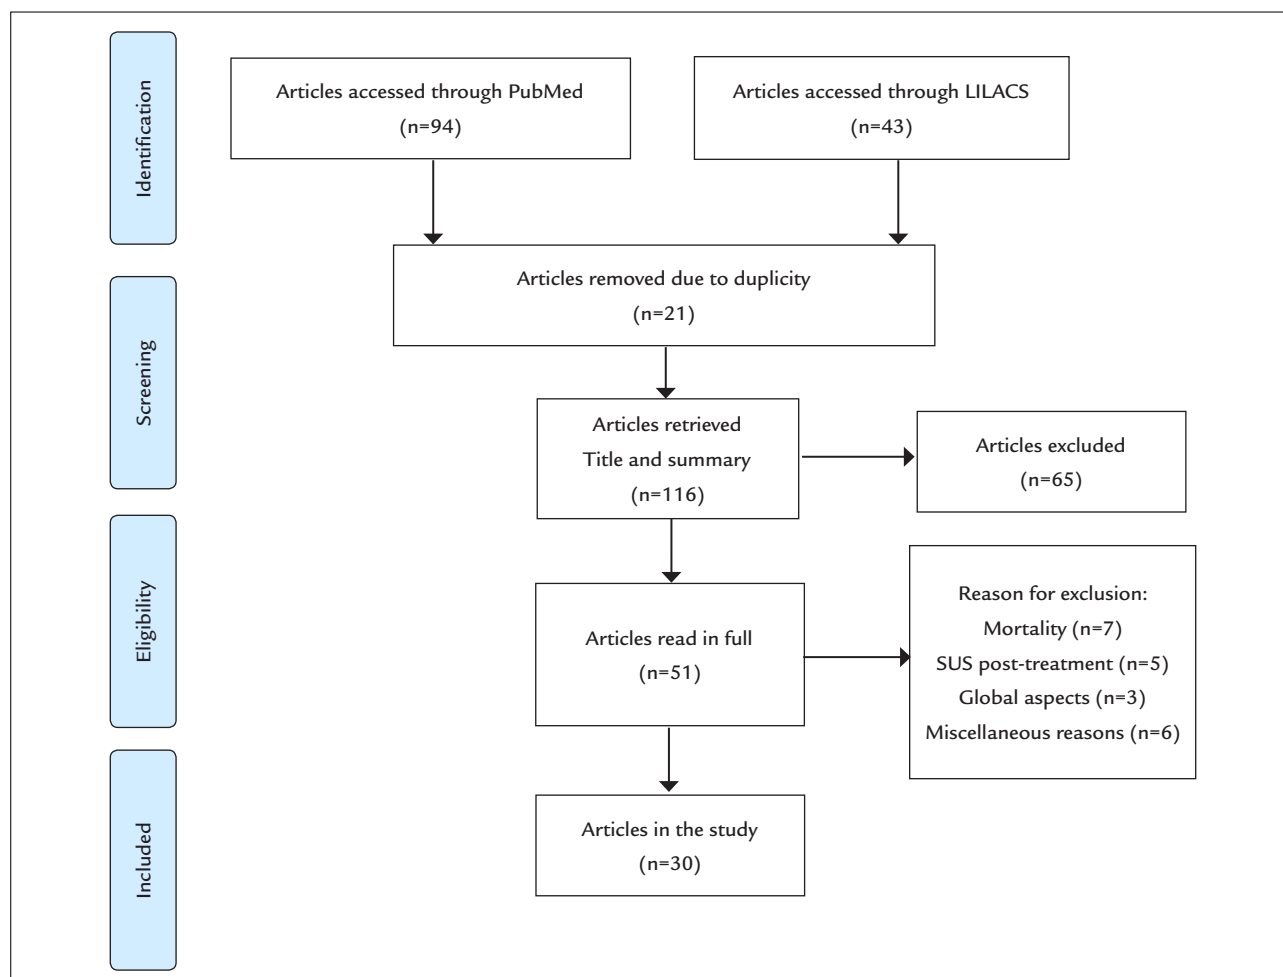 Identification
Articles accessed through PubMed
(n=94)
Articles accessed through LILACS
(n=43)
Articles removed due to duplicity
(n=21)
Screening
Articles retrieved
Title and summary
(n=116)
Articles excluded
(n=65)
Eligibility
Articles read in full
(n=51)
Reason for exclusion:
Mortality (n=7)
SUS post-treatment (n=5)
Global aspects (n=3)
Miscellaneous reasons (n=6)
Included
Articles in the study
(n=30)